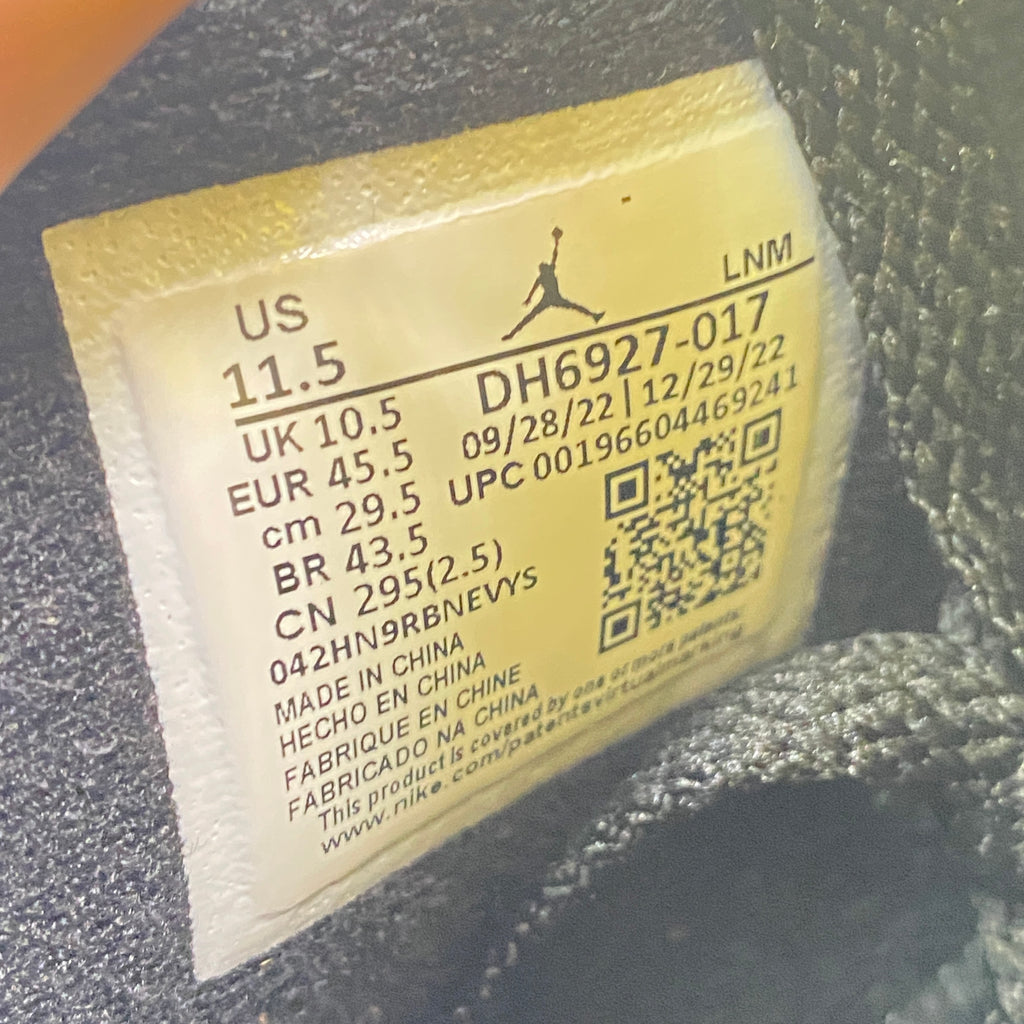 US
11.5
LNM
UK 10.5
EUR 45.5
cm 29.5
BR 43.5
CN 295(2.5)
DH6927-017
09/28/22 | 12/29/22
UPC 00196604469241
042HN9RBNEVYS
MADE IN CHINA
HECHO EN CHINA
FABRIQUE EN CHINE
FABRICADO NA CHINA
This product is covered by one or more patents
www.nike.com/patentsvirtualmarking